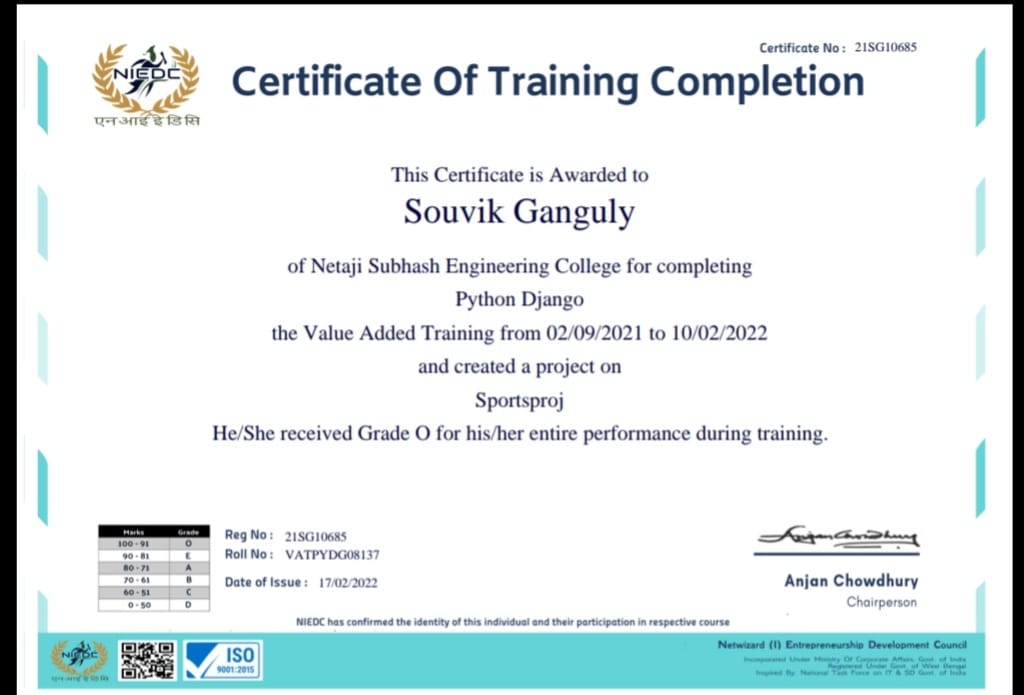 Certificate No : 21SG10685
NIEDC
एन आई ई डि सि
Certificate Of Training Completion
This Certificate is Awarded to
Souvik Ganguly
of Netaji Subhash Engineering College for completing
Python Django
the Value Added Training from 02/09/2021 to 10/02/2022
and created a project on
Sportsproj
He/She received Grade O for his/her entire performance during training.
Marks Grade
100 - 91 O
90 - 81 E
80 - 71 A
70 - 61 B
60 - 51 C
0 - 50 D
Reg No : 21SG10685
Roll No : VATPYDG08137
Date of Issue : 17/02/2022
Anjan Chowdhury
Anjan Chowdhury
Chairperson
NIEDC has confirmed the identity of this individual and their participation in respective course
NIEDC
एन आई ई डि सि
ISO
9001:2015
Netwizard (I) Entrepreneurship Development Council
Incorporated Under Ministry Of Corporate Affairs, Govt. of India
Registered Under Govt. of West Bengal
Inspired By: National Task Force on IT & SD Govt. of India